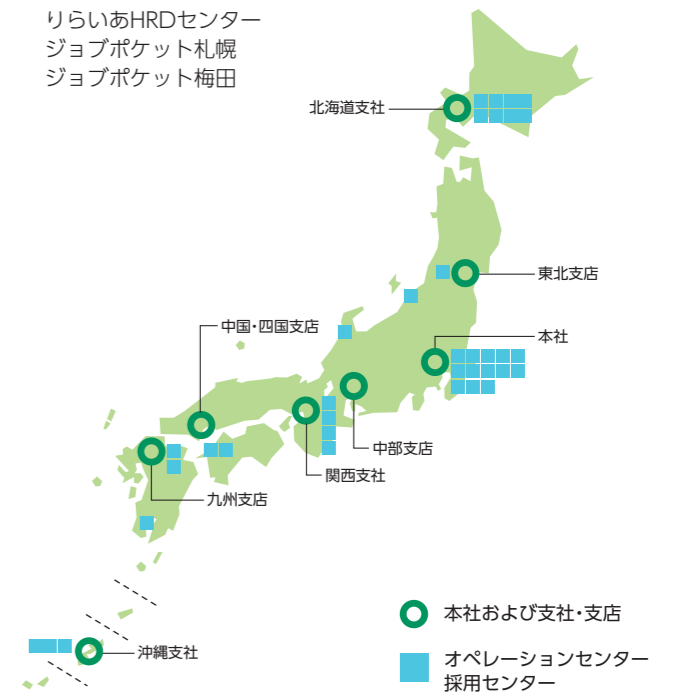 りらいあHRDセンター
ジョブポケット札幌
ジョブポケット梅田
北海道支社
東北支店
中国・四国支店
本社
中部支店
関西支社
九州支店
沖縄支社
本社および支社・支店
オペレーションセンター
採用センター